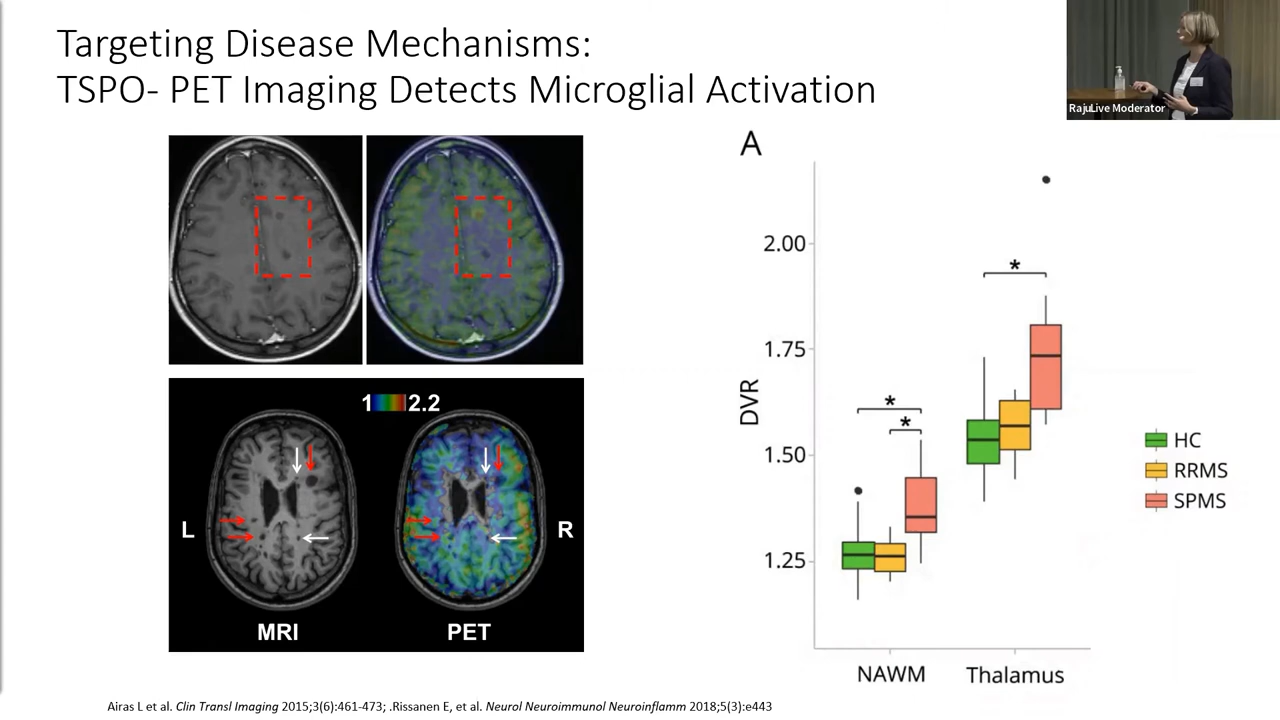 Targeting Disease Mechanisms:
TSPO- PET Imaging Detects Microglial Activation
RajuLive Moderator
1 2.2
L
R
MRI
PET
A
DVR
2.00
1.75
1.50
1.25
*
*
*
NAWM
Thalamus
HC
RRMS
SPMS
Airas L et al. Clin Transl Imaging 2015;3(6):461-473; .Rissanen E, et al. Neurol Neuroimmunol Neuroinflamm 2018;5(3):e443